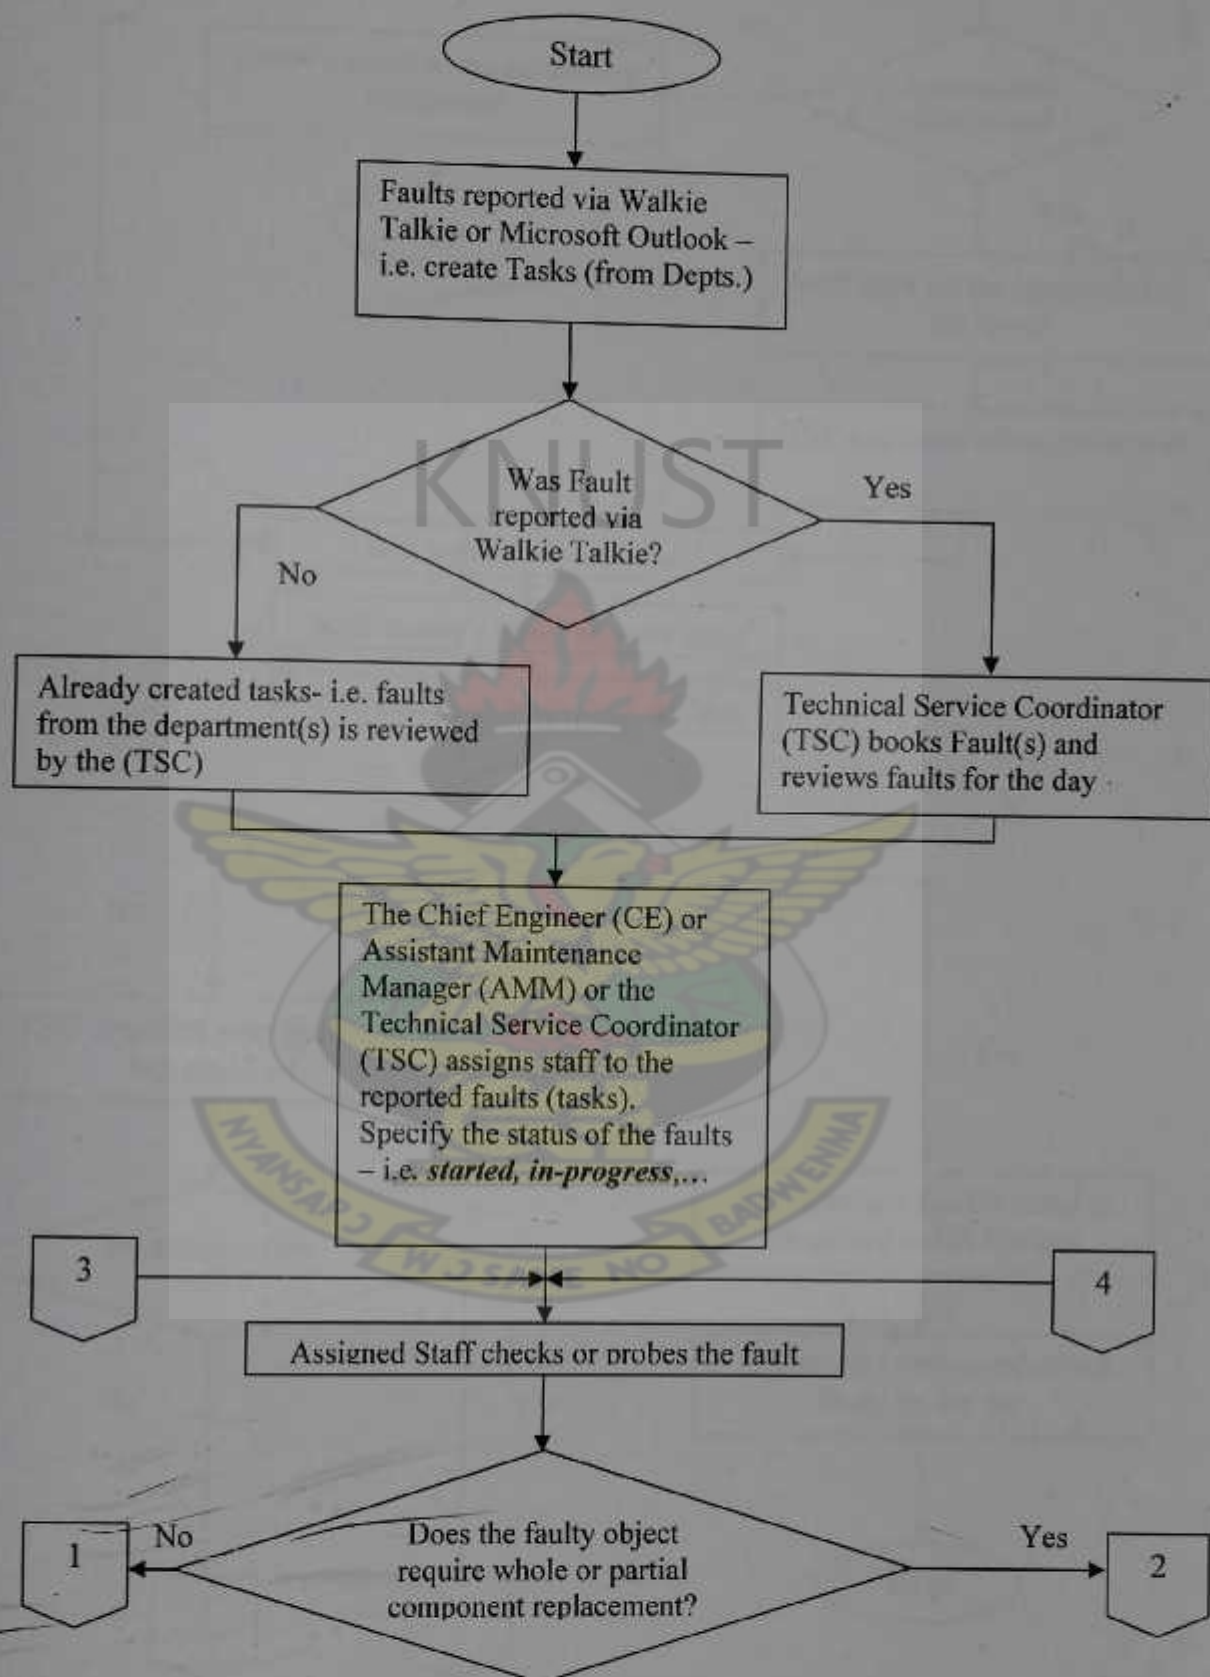 Start
Faults reported via Walkie
Talkie or Microsoft Outlook –
i.e. create Tasks (from Depts.)
KNUST
Was Fault
reported via
Walkie Talkie?
Yes
No
Already created tasks- i.e. faults
from the department(s) is reviewed
by the (TSC)
Technical Service Coordinator
(TSC) books Fault(s) and
reviews faults for the day
The Chief Engineer (CE) or
Assistant Maintenance
Manager (AMM) or the
Technical Service Coordinator
(TSC) assigns staff to the
reported faults (tasks).
Specify the status of the faults
– i.e. started, in-progress,…
NYANSAPƆ
WƆSANE NO
BADWENMA
3
4
Assigned Staff checks or probes the fault
No
1
Does the faulty object
require whole or partial
component replacement?
Yes
2